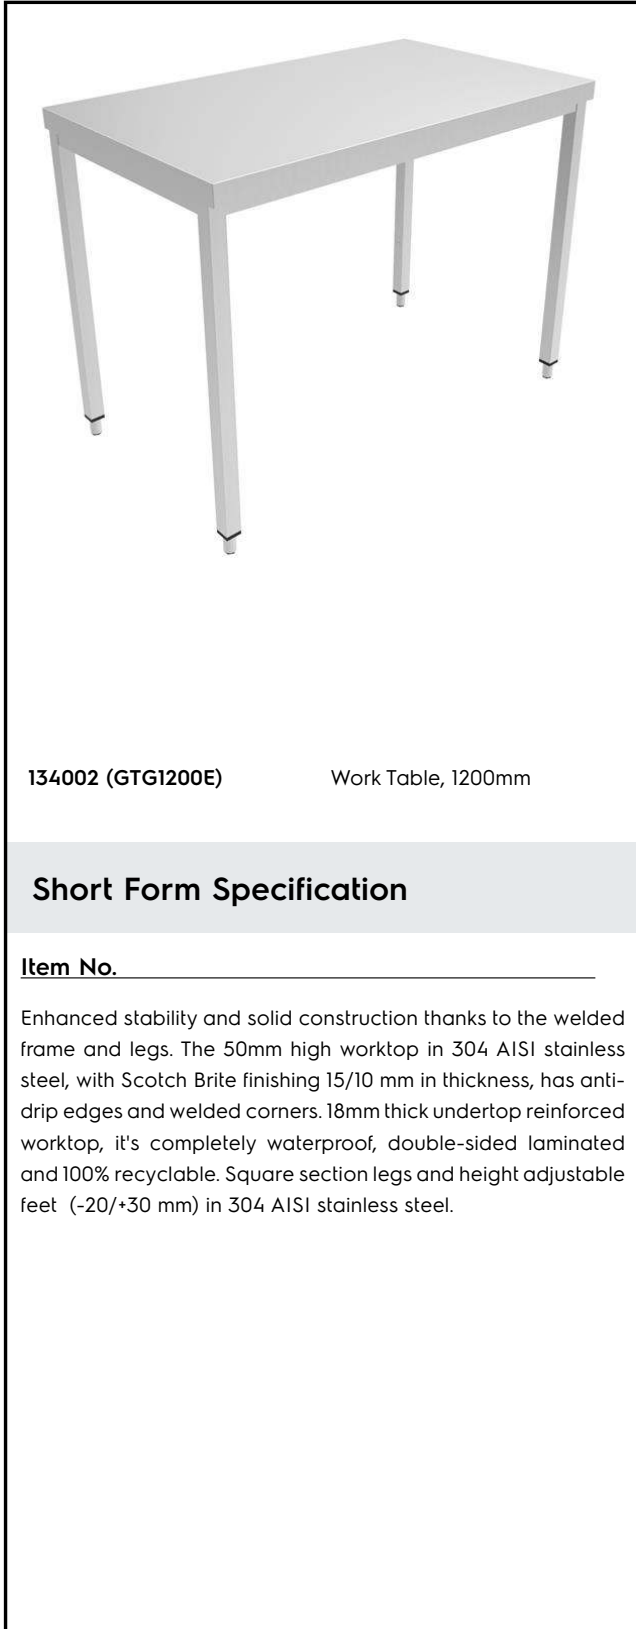 134002 (GTG1200E) Work Table, 1200mm
Short Form Specification
Item No.
Enhanced stability and solid construction thanks to the welded
frame and legs. The 50mm high worktop in 304 AISI stainless
steel, with Scotch Brite finishing 15/10 mm in thickness, has anti-
drip edges and welded corners. 18mm thick undertop reinforced
worktop, it's completely waterproof, double-sided laminated
and 100% recyclable. Square section legs and height adjustable
feet (-20/+30 mm) in 304 AISI stainless steel.